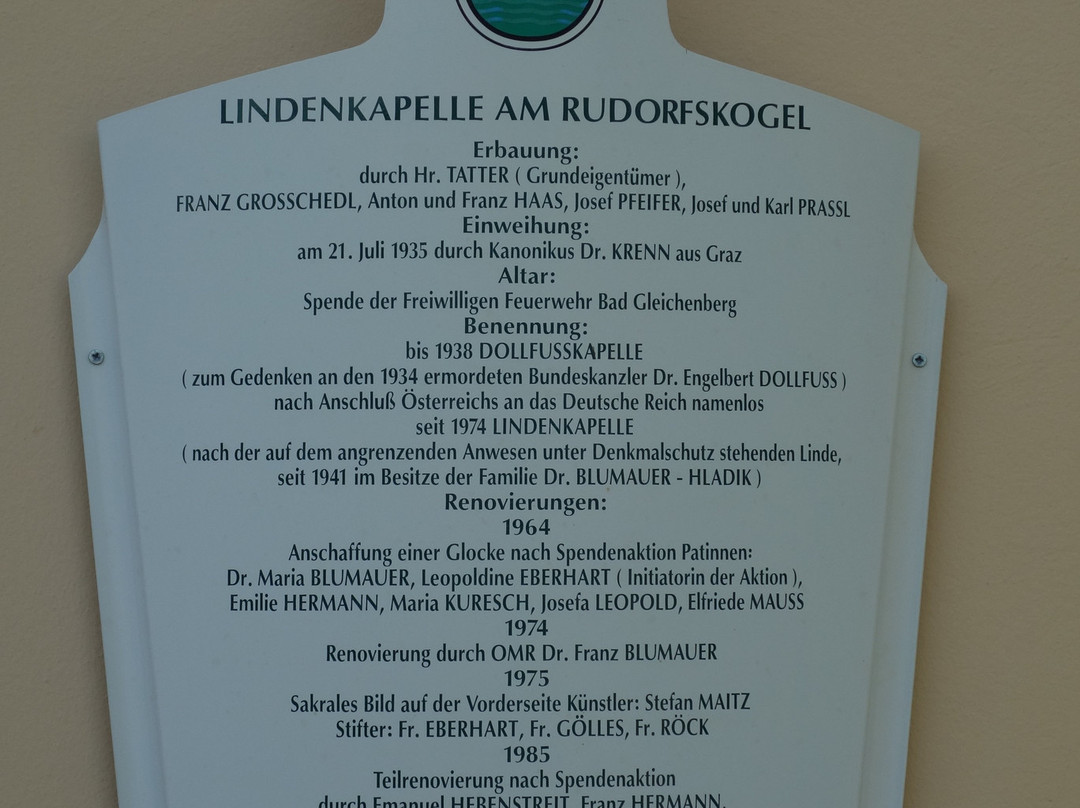 LINDENKAPELLE AM RUDORFSKOGEL
Erbauung:
durch Hr. TATTER ( Grundeigentümer ),
FRANZ GROSSCHEDL, Anton und Franz HAAS, Josef PFEIFER, Josef und Karl PRASSL
Einweihung:
am 21. Juli 1935 durch Kanonikus Dr. KRENN aus Graz
Altar:
Spende der Freiwilligen Feuerwehr Bad Gleichenberg
Benennung:
bis 1938 DOLLFUSSKAPELLE
( zum Gedenken an den 1934 ermordeten Bundeskanzler Dr. Engelbert DOLLFUSS )
nach Anschluß Österreichs an das Deutsche Reich namenlos
seit 1974 LINDENKAPELLE
( nach der auf dem angrenzenden Anwesen unter Denkmalschutz stehenden Linde,
seit 1941 im Besitze der Familie Dr. BLUMAUER - HLADIK )
Renovierungen:
1964
Anschaffung einer Glocke nach Spendenaktion Patinnen:
Dr. Maria BLUMAUER, Leopoldine EBERHART ( Initiatorin der Aktion ),
Emilie HERMANN, Maria KURESCH, Josefa LEOPOLD, Elfriede MAUSS
1974
Renovierung durch OMR Dr. Franz BLUMAUER
1975
Sakrales Bild auf der Vorderseite Künstler: Stefan MAITZ
Stifter: Fr. EBERHART, Fr. GÖLLES, Fr. RÖCK
1985
Teilrenovierung nach Spendenaktion
durch Emanuel HEBENSTREIT, Franz HERMANN,